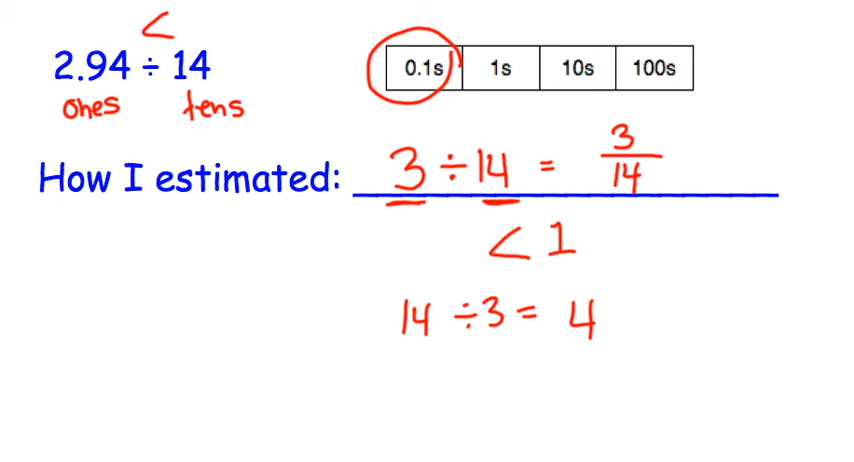 <
2.94 ÷ 14
ones tens
0.1s 1s 10s 100s
How I estimated: 3 ÷ 14 = 3/14
< 1
14 ÷ 3 = 4